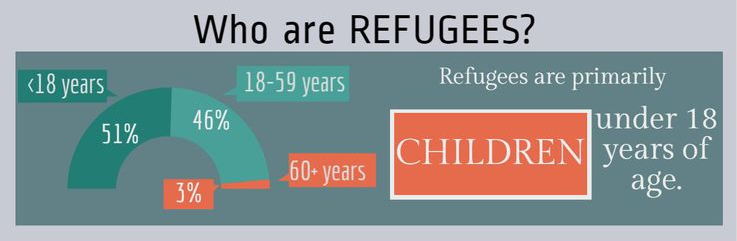 Who are REFUGEES?
<18 years
18-59 years
51%
46%
60+ years
3%
Refugees are primarily
CHILDREN
under 18
years of
age.